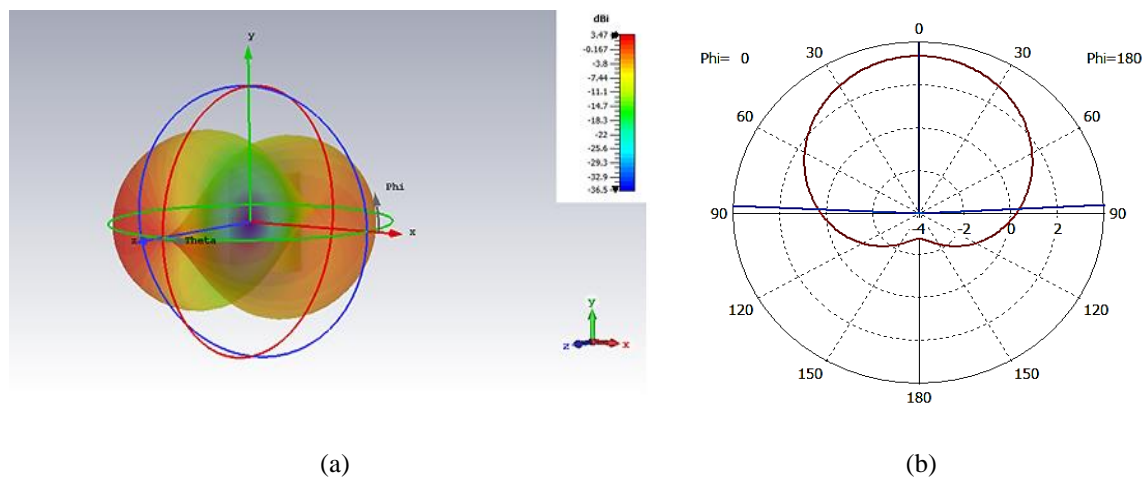 dBi
3.47
-0.167
-3.8
-7.44
-11.1
-14.7
-18.3
-22
-25.6
-29.3
-32.9
-36.5
y
Phi
z
Theta
x
y
z
x
Phi= 0
Phi=180
0
30
30
60
60
90
90
-4
-2
0
2
120
120
150
150
180
(a)
(b)